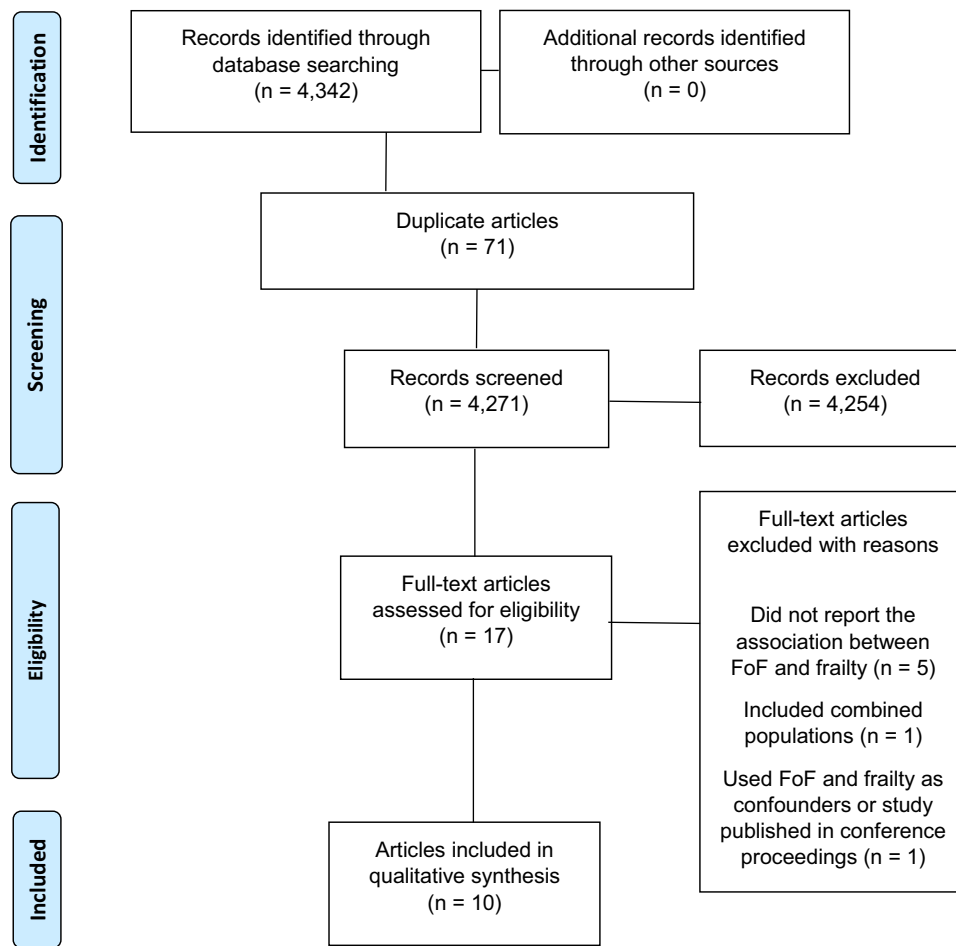 Identification
Records identified through
database searching
(n = 4,342)
Additional records identified
through other sources
(n = 0)
Duplicate articles
(n = 71)
Screening
Records screened
(n = 4,271)
Records excluded
(n = 4,254)
Eligibility
Full-text articles
assessed for eligibility
(n = 17)
Full-text articles
excluded with reasons
Did not report the
association between
FoF and frailty (n = 5)
Included combined
populations (n = 1)
Used FoF and frailty as
confounders or study
published in conference
proceedings (n = 1)
Included
Articles included in
qualitative synthesis
(n = 10)